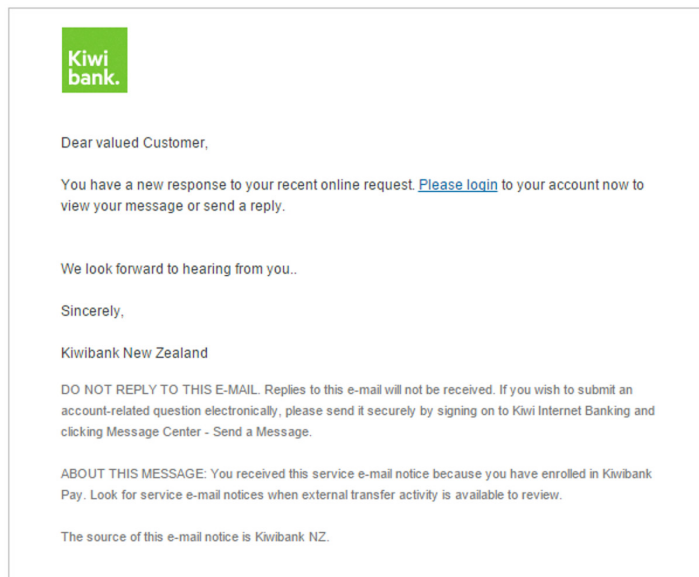 Kiwi
bank.
Dear valued Customer,
You have a new response to your recent online request. Please login to your account now to
view your message or send a reply.
We look forward to hearing from you..
Sincerely,
Kiwibank New Zealand
DO NOT REPLY TO THIS E-MAIL. Replies to this e-mail will not be received. If you wish to submit an
account-related question electronically, please send it securely by signing on to Kiwi Internet Banking and
clicking Message Center - Send a Message.
ABOUT THIS MESSAGE: You received this service e-mail notice because you have enrolled in Kiwibank
Pay. Look for service e-mail notices when external transfer activity is available to review.
The source of this e-mail notice is Kiwibank NZ.